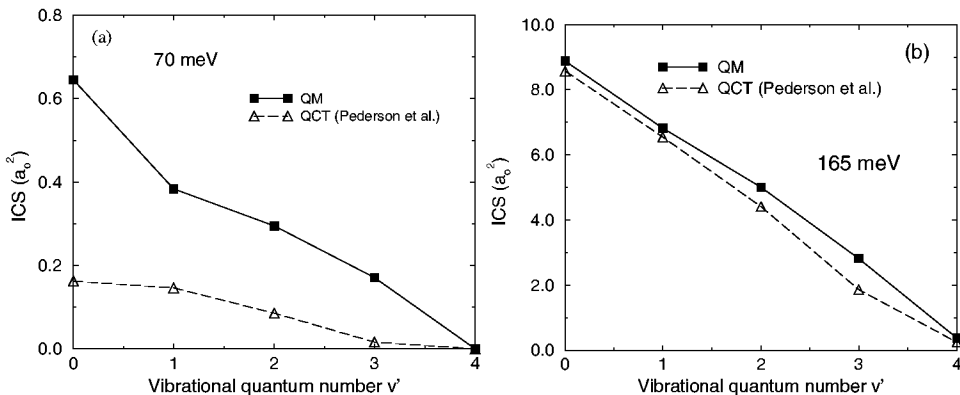 (a)
70 meV
QM
QCT (Pederson et al.)
ICS (aₒ²)
0.8
0.6
0.4
0.2
0.0
0 1 2 3 4
Vibrational quantum number v'
(b)
QM
QCT (Pederson et al.)
165 meV
ICS (aₒ²)
10.0
8.0
6.0
4.0
2.0
0.0
0 1 2 3 4
Vibrational quantum number v'